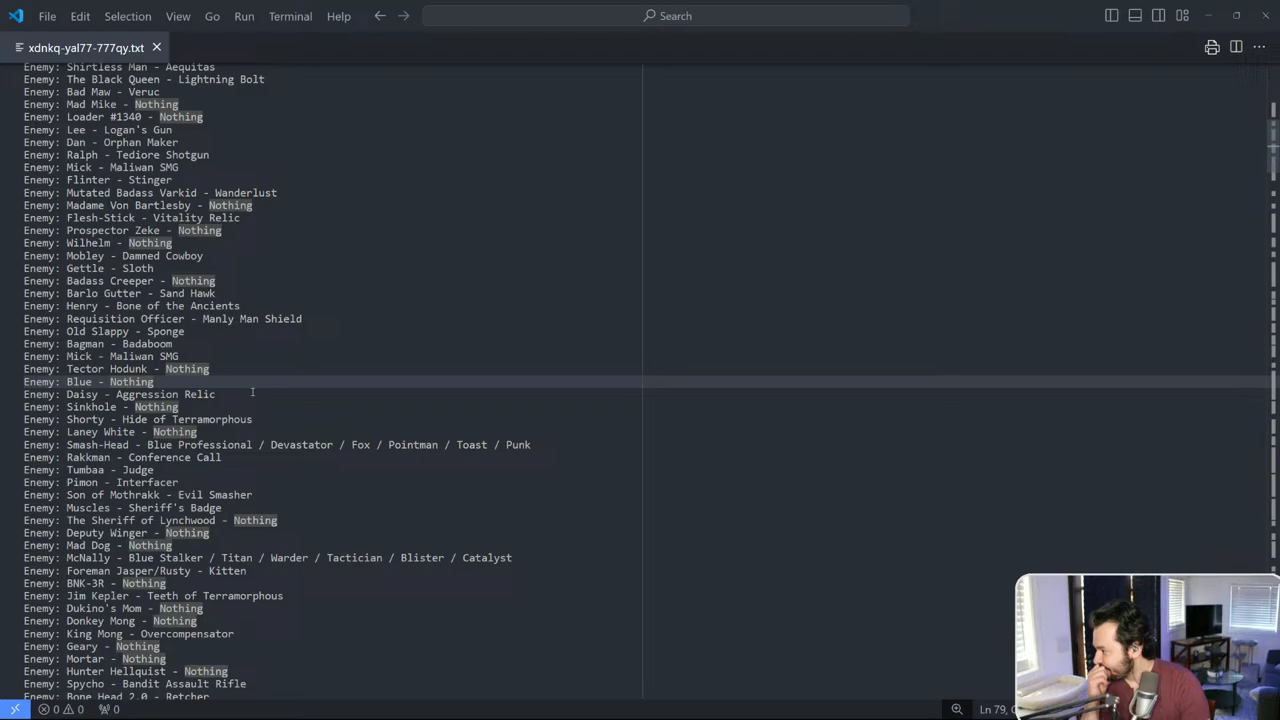 File Edit Selection View Go Run Terminal Help
Search
xdnkq-yal77-777qy.txt
Enemy: Shirtless Man - Aequitas
Enemy: The Black Queen - Lightning Bolt
Enemy: Bad Maw - Veruc
Enemy: Mad Mike - Nothing
Enemy: Loader #1340 - Nothing
Enemy: Lee - Logan's Gun
Enemy: Dan - Orphan Maker
Enemy: Ralph - Tediore Shotgun
Enemy: Mick - Maliwan SMG
Enemy: Flinter - Stinger
Enemy: Mutated Badass Varkid - Wanderlust
Enemy: Madame Von Bartlesby - Nothing
Enemy: Flesh-Stick - Vitality Relic
Enemy: Prospector Zeke - Nothing
Enemy: Wilhelm - Nothing
Enemy: Mobley - Damned Cowboy
Enemy: Gettle - Sloth
Enemy: Badass Creeper - Nothing
Enemy: Barlo Gutter - Sand Hawk
Enemy: Henry - Bone of the Ancients
Enemy: Requisition Officer - Manly Man Shield
Enemy: Old Slappy - Sponge
Enemy: Bagman - Badaboom
Enemy: Mick - Maliwan SMG
Enemy: Tector Hodunk - Nothing
Enemy: Blue - Nothing
Enemy: Daisy - Aggression Relic
Enemy: Sinkhole - Nothing
Enemy: Shorty - Hide of Terramorphous
Enemy: Laney White - Nothing
Enemy: Smash-Head - Blue Professional / Devastator / Fox / Pointman / Toast / Punk
Enemy: Rakkman - Conference Call
Enemy: Tumbaa - Judge
Enemy: Pimon - Interfacer
Enemy: Son of Mothrakk - Evil Smasher
Enemy: Muscles - Sheriff's Badge
Enemy: The Sheriff of Lynchwood - Nothing
Enemy: Deputy Winger - Nothing
Enemy: Mad Dog - Nothing
Enemy: McNally - Blue Stalker / Titan / Warder / Tactician / Blister / Catalyst
Enemy: Foreman Jasper/Rusty - Kitten
Enemy: BNK-3R - Nothing
Enemy: Jim Kepler - Teeth of Terramorphous
Enemy: Dukino's Mom - Nothing
Enemy: Donkey Mong - Nothing
Enemy: King Mong - Overcompensator
Enemy: Geary - Nothing
Enemy: Mortar - Nothing
Enemy: Hunter Hellquist - Nothing
Enemy: Spycho - Bandit Assault Rifle
Enemy: Bone Head 2.0 - Retcher
0 0 0 Ln 79,